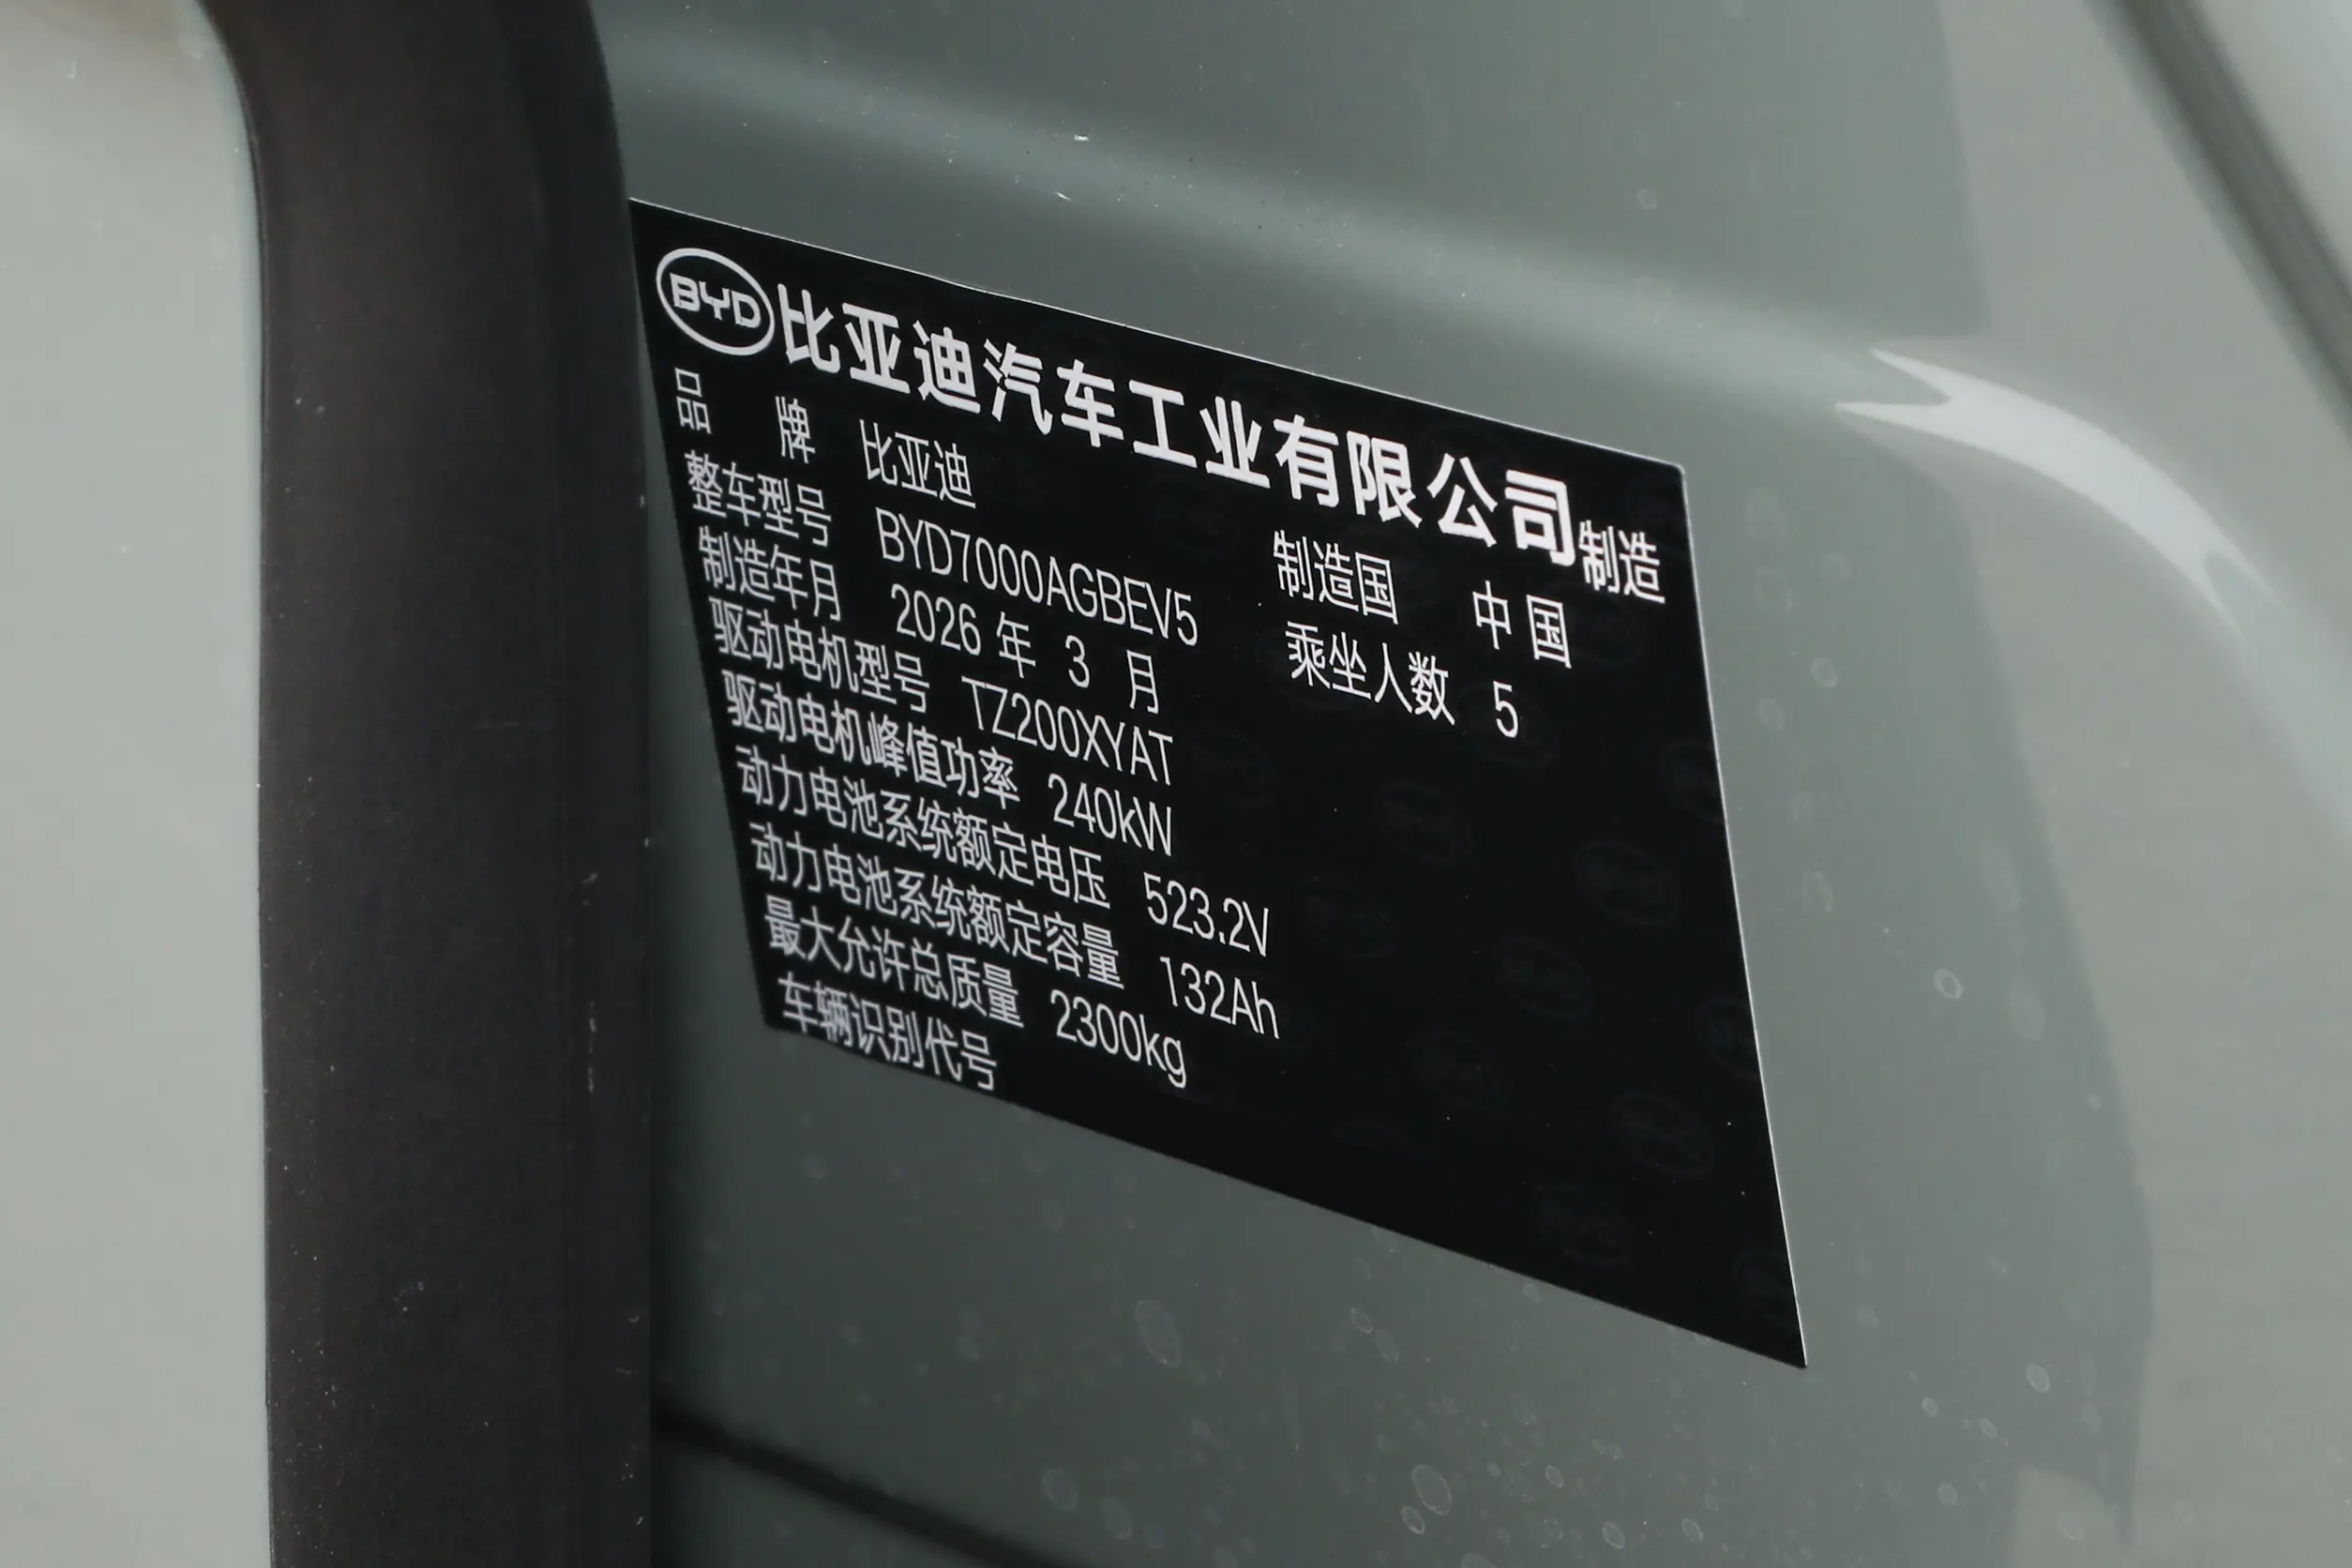 BYD 比亚迪汽车工业有限公司制造
品 牌 比亚迪 制造国 中国
整车型号 BYD7000AGBEV5 乘坐人数 5
制造年月 2026 年 3 月
驱动电机型号 TZ200XYAT
驱动电机峰值功率 240kW
动力电池系统额定电压 523.2V
动力电池系统额定容量 132Ah
最大允许总质量 2300kg
车辆识别代号